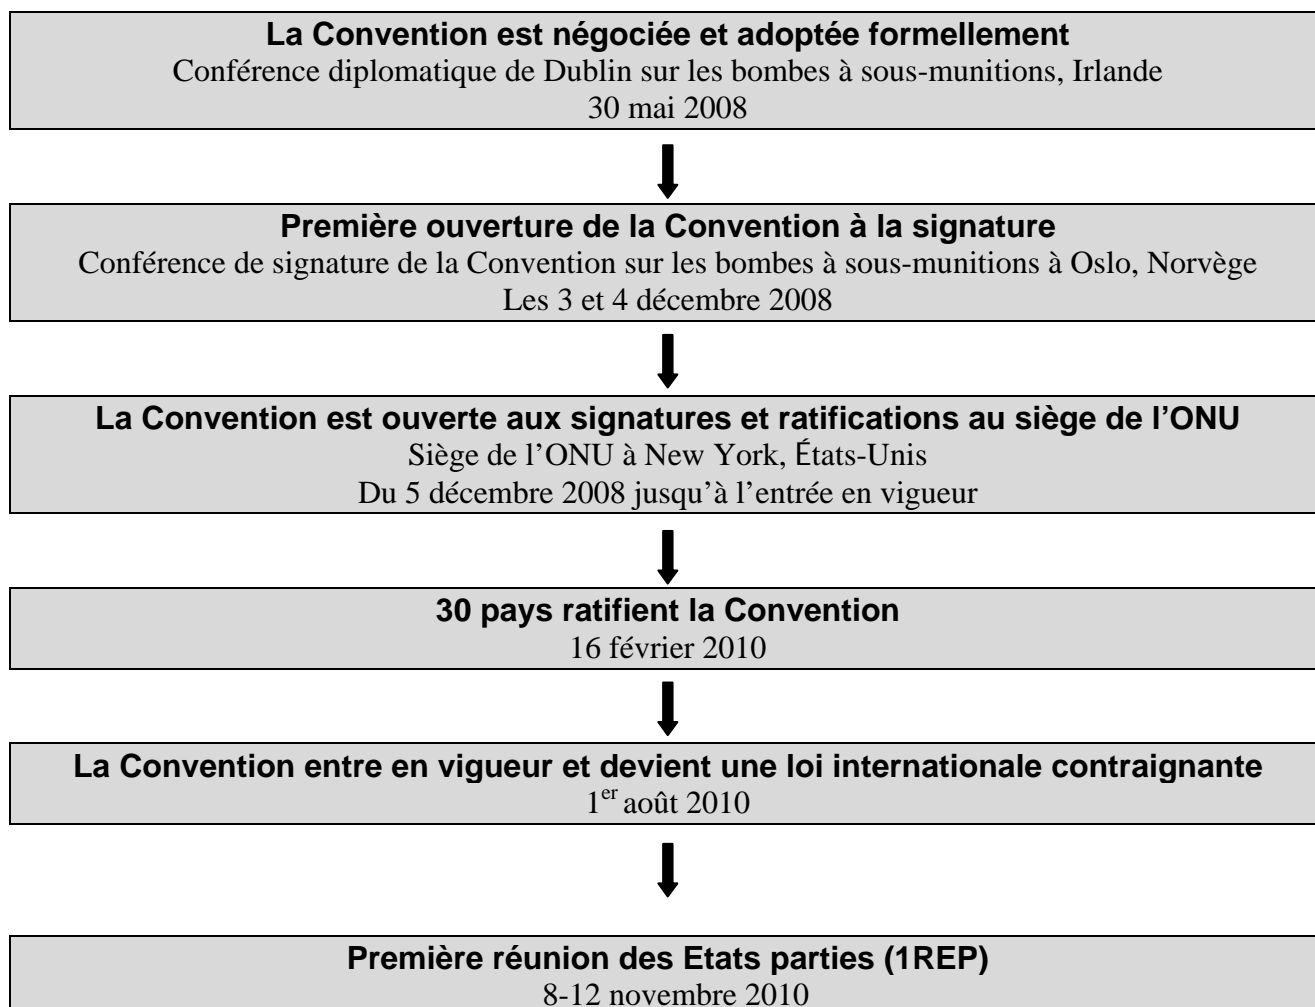 La Convention est négociée et adoptée formellement
Conférence diplomatique de Dublin sur les bombes à sous-munitions, Irlande
30 mai 2008
Première ouverture de la Convention à la signature
Conférence de signature de la Convention sur les bombes à sous-munitions à Oslo, Norvège
Les 3 et 4 décembre 2008
La Convention est ouverte aux signatures et ratifications au siège de l’ONU
Siège de l’ONU à New York, États-Unis
Du 5 décembre 2008 jusqu’à l’entrée en vigueur
30 pays ratifient la Convention
16 février 2010
La Convention entre en vigueur et devient une loi internationale contraignante
1er août 2010
Première réunion des Etats parties (1REP)
8-12 novembre 2010